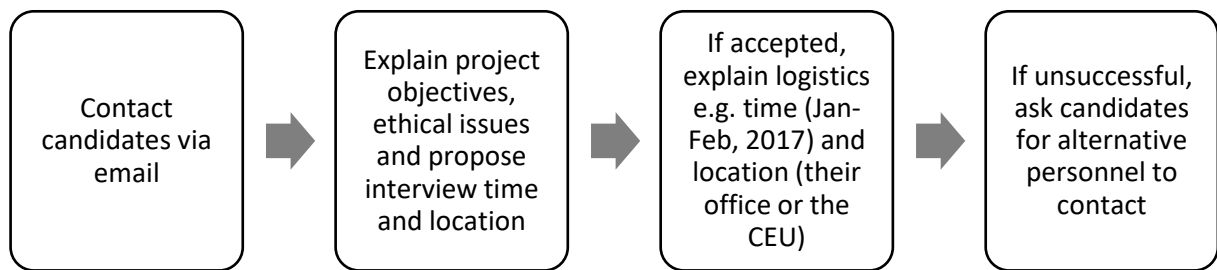 Contact
candidates via
email
Explain project
objectives,
ethical issues
and propose
interview time
and location
If accepted,
explain logistics
e.g. time (Jan-
Feb, 2017) and
location (their
office or the
CEU)
If unsuccessful,
ask candidates
for alternative
personnel to
contact